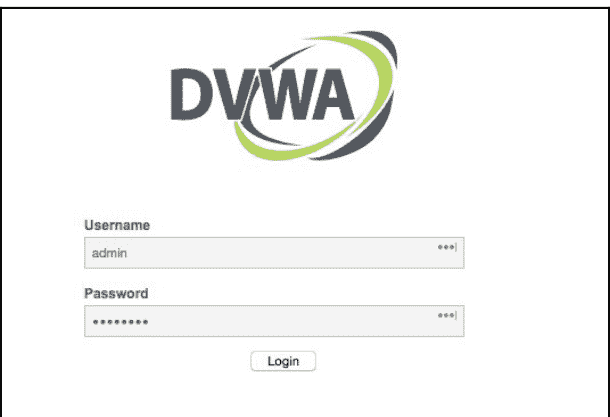 DVWA
Username
admin
•••|
Password
••••••••
•••|
Login